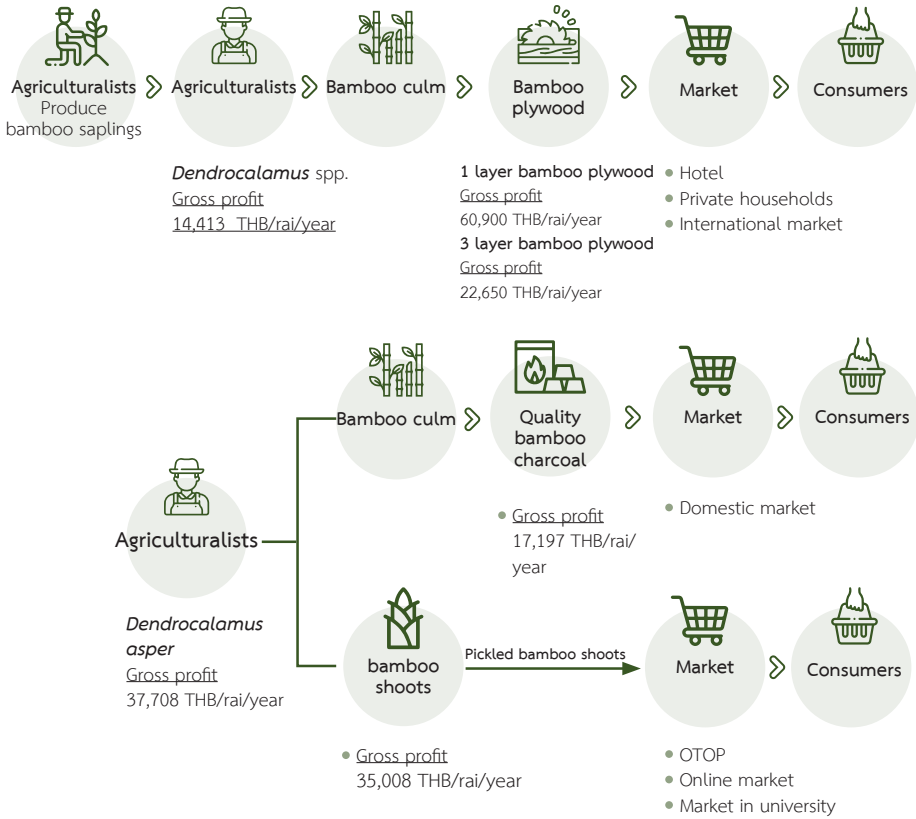 Agriculturalists
Produce
bamboo saplings
Agriculturalists
Bamboo culm
Bamboo
plywood
Market
Consumers
Dendrocalamus spp.
Gross profit
14,413 THB/rai/year
1 layer bamboo plywood
Gross profit
60,900 THB/rai/year
3 layer bamboo plywood
Gross profit
22,650 THB/rai/year
• Hotel
• Private households
• International market
Bamboo culm
Quality
bamboo
charcoal
Market
Consumers
• Gross profit
17,197 THB/rai/
year
• Domestic market
Agriculturalists
Dendrocalamus
asper
Gross profit
37,708 THB/rai/year
bamboo
shoots
Pickled bamboo shoots
Market
Consumers
• Gross profit
35,008 THB/rai/year
• OTOP
• Online market
• Market in university